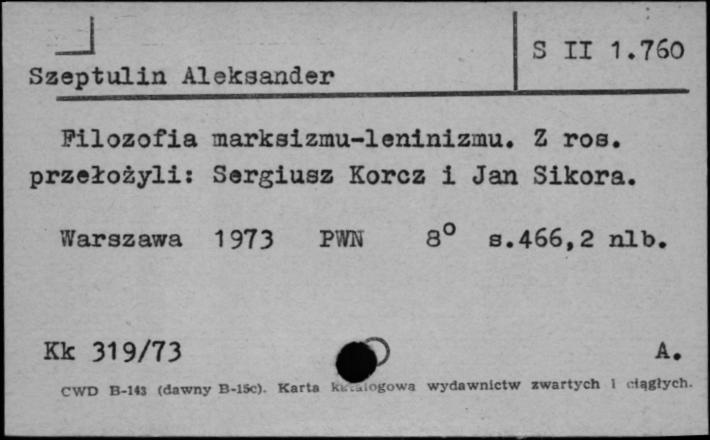 S II 1.760
Szeptulin Aleksander
Filozofia marksizmu-leninizmu. Z ros.
przełożyli: Sergiusz Korcz i Jan Sikora.
Warszawa 1973 PWN 8° s.466,2 nlb.
Kk 319/73 A.
CWD B-143 (dawny B-15c). Karta katalogowa wydawnictw zwartych i ciągłych.